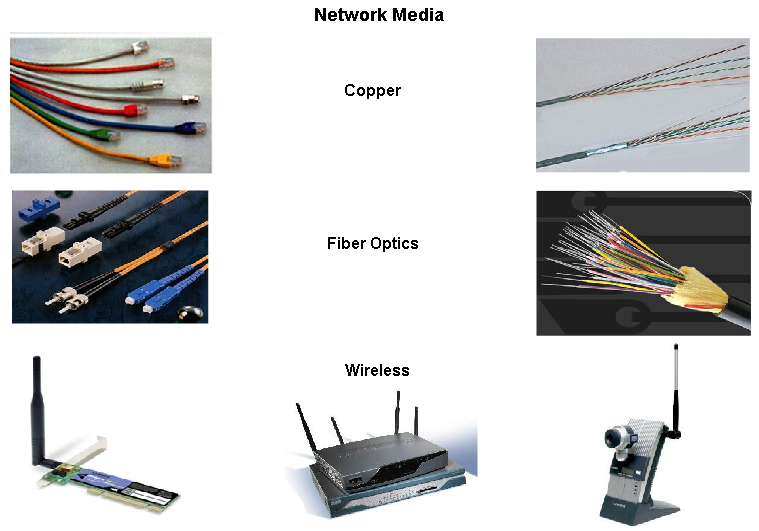 Network Media
Copper
Fiber Optics
Wireless